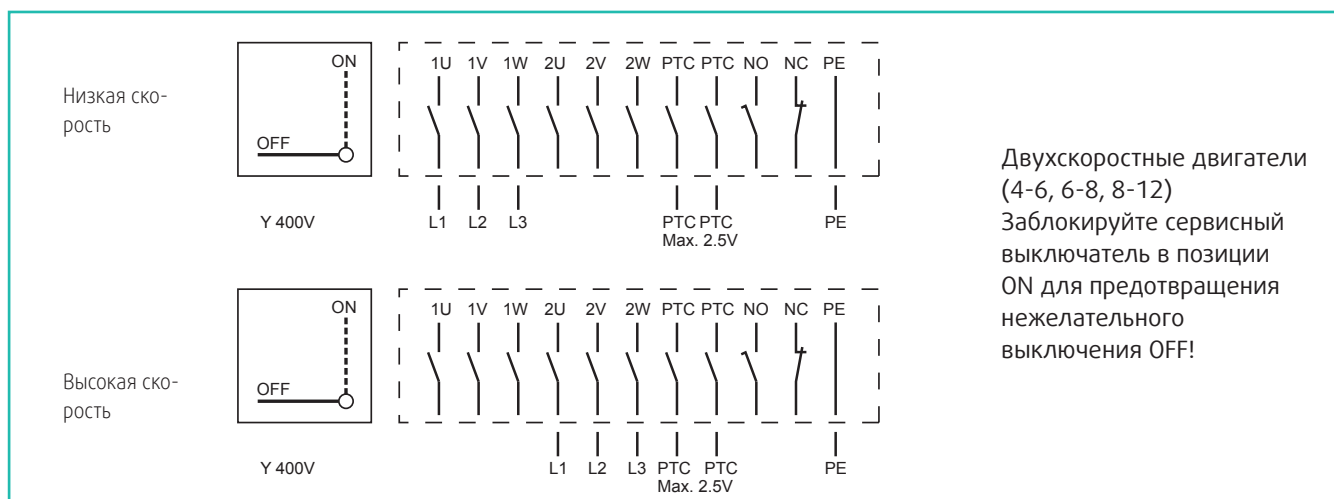 Низкая ско-
рость
ON
OFF
Y 400V
1U 1V 1W 2U 2V 2W PTC PTC NO NC PE
L1 L2 L3 PTC PTC PE
Max. 2.5V
Высокая ско-
рость
ON
OFF
Y 400V
1U 1V 1W 2U 2V 2W PTC PTC NO NC PE
L1 L2 L3 PTC PTC PE
Max. 2.5V
Двухскоростные двигатели
(4-6, 6-8, 8-12)
Заблокируйте сервисный
выключатель в позиции
ON для предотвращения
нежелательного
выключения OFF!